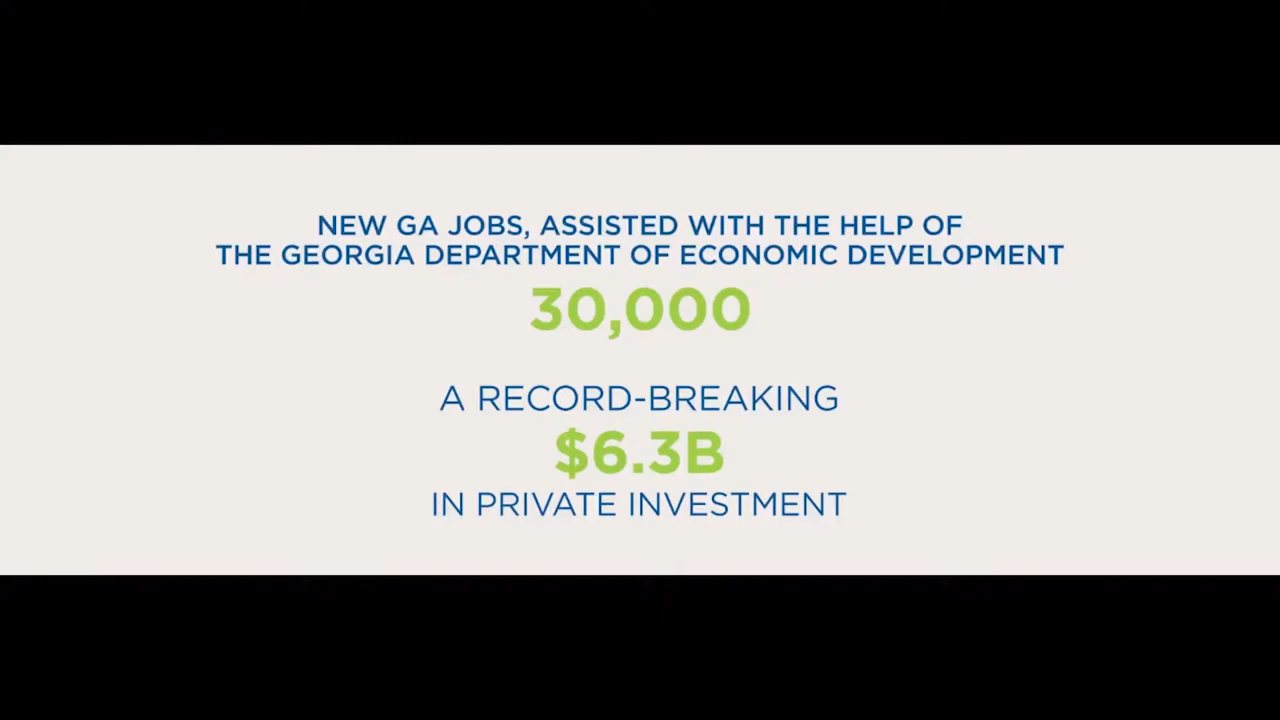 NEW GA JOBS, ASSISTED WITH THE HELP OF
THE GEORGIA DEPARTMENT OF ECONOMIC DEVELOPMENT
30,000
A RECORD-BREAKING
$6.3B
IN PRIVATE INVESTMENT